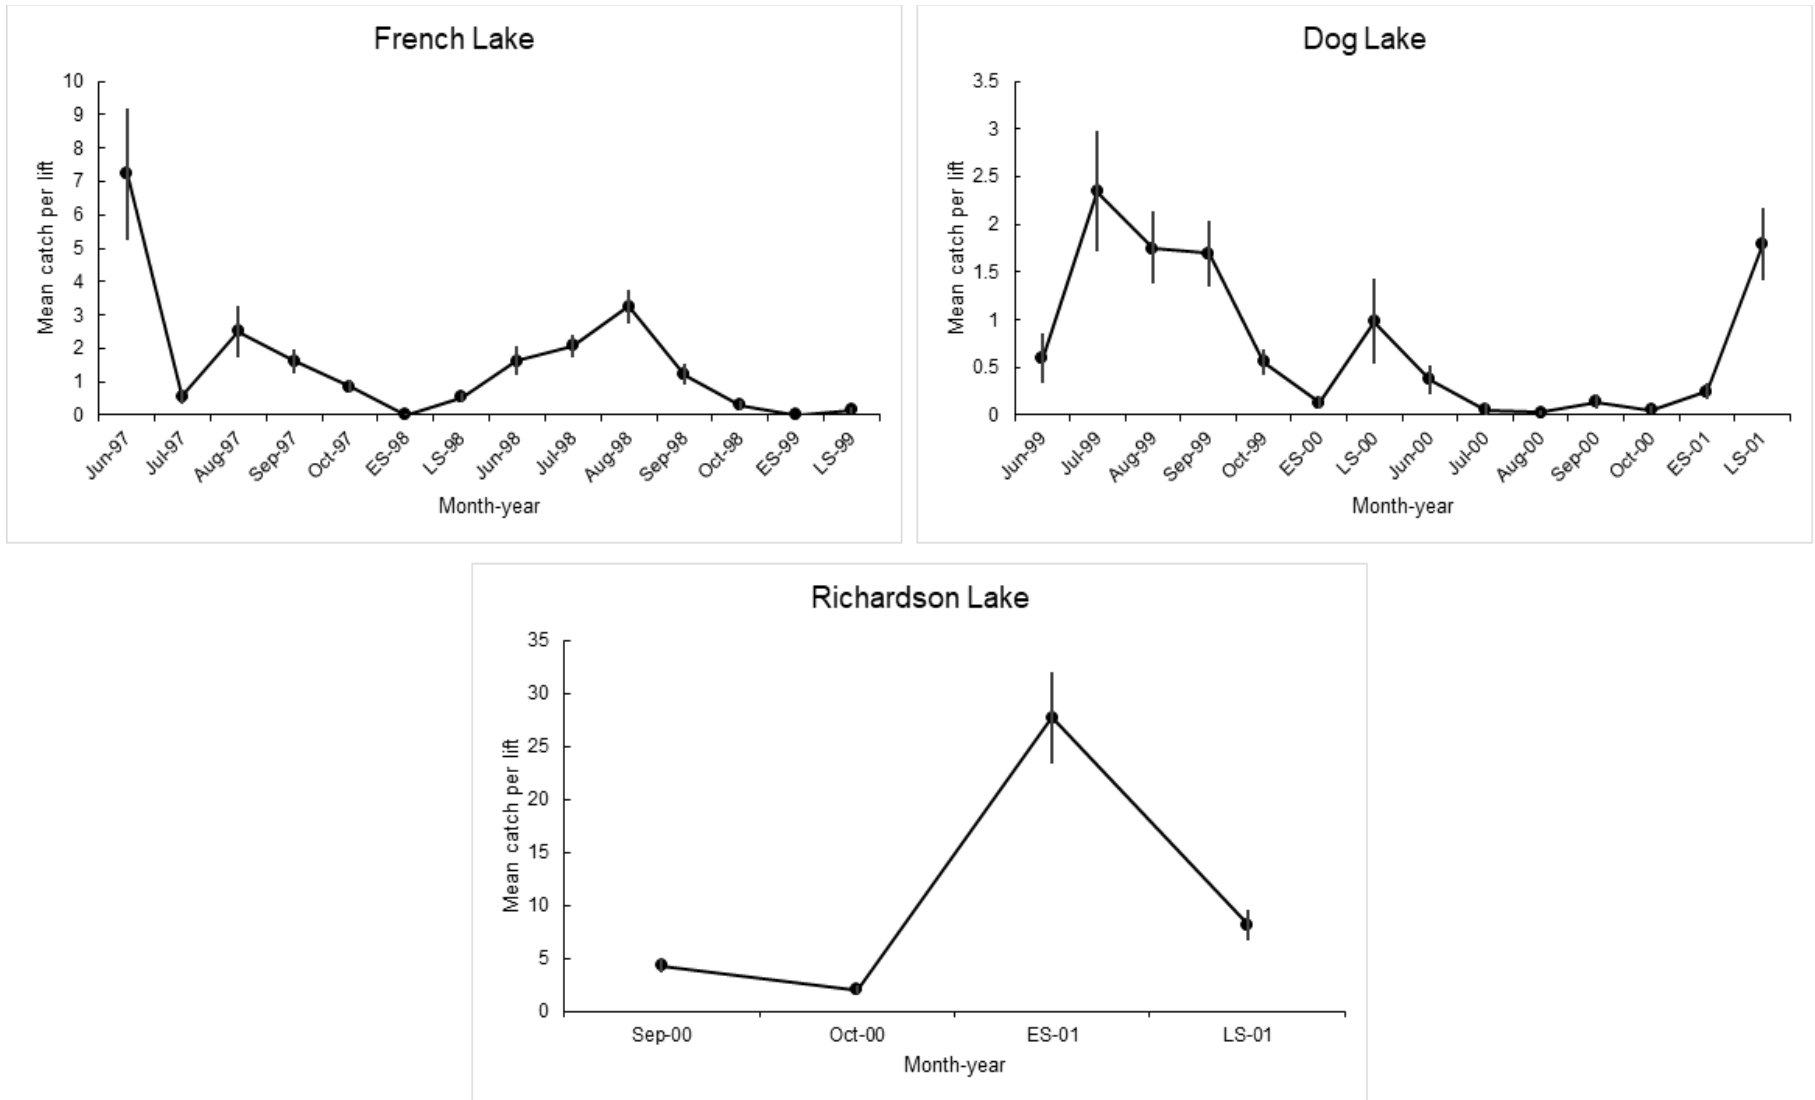 French Lake
Mean catch per lift
10
9
8
7
6
5
4
3
2
1
0
Jun-97 Jul-97 Aug-97 Sep-97 Oct-97 ES-98 LS-98 Jun-98 Jul-98 Aug-98 Sep-98 Oct-98 ES-99 LS-99
Month-year
Dog Lake
Mean catch per lift
3.5
3
2.5
2
1.5
1
0.5
0
Jun-99 Jul-99 Aug-99 Sep-99 Oct-99 ES-00 LS-00 Jun-00 Jul-00 Aug-00 Sep-00 Oct-00 ES-01 LS-01
Month-year
Richardson Lake
Mean catch per lift
35
30
25
20
15
10
5
0
Sep-00 Oct-00 ES-01 LS-01
Month-year